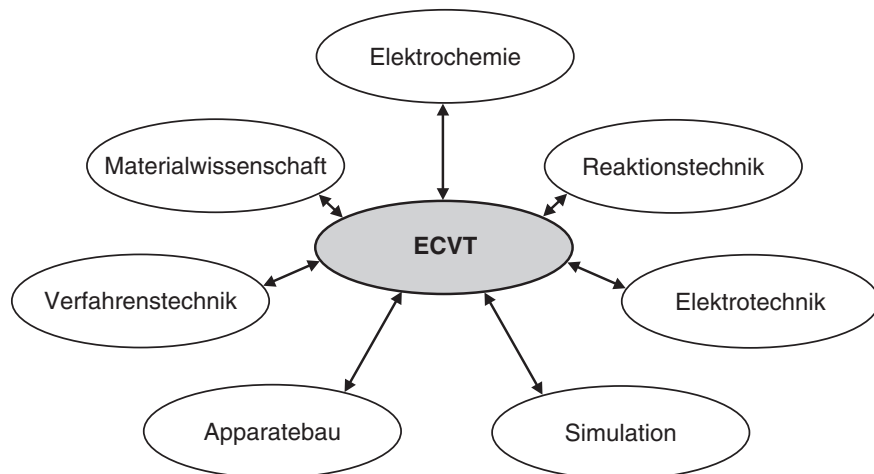 Elektrochemie
Materialwissenschaft
Reaktionstechnik
ECVT
Verfahrenstechnik
Elektrotechnik
Apparatebau
Simulation